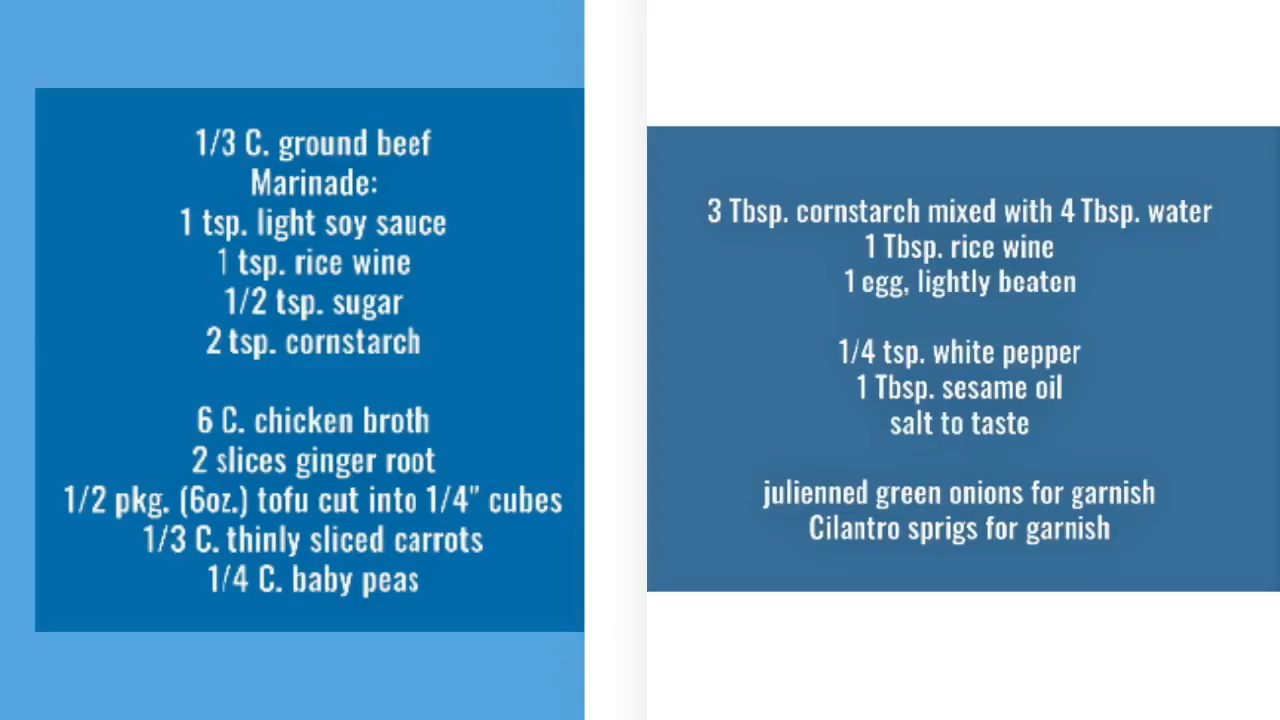 1/3 C. ground beef
Marinade:
1 tsp. light soy sauce
1 tsp. rice wine
1/2 tsp. sugar
2 tsp. cornstarch
6 C. chicken broth
2 slices ginger root
1/2 pkg. (6oz.) tofu cut into 1/4" cubes
1/3 C. thinly sliced carrots
1/4 C. baby peas
3 Tbsp. cornstarch mixed with 4 Tbsp. water
1 Tbsp. rice wine
1 egg, lightly beaten
1/4 tsp. white pepper
1 Tbsp. sesame oil
salt to taste
julienned green onions for garnish
Cilantro sprigs for garnish